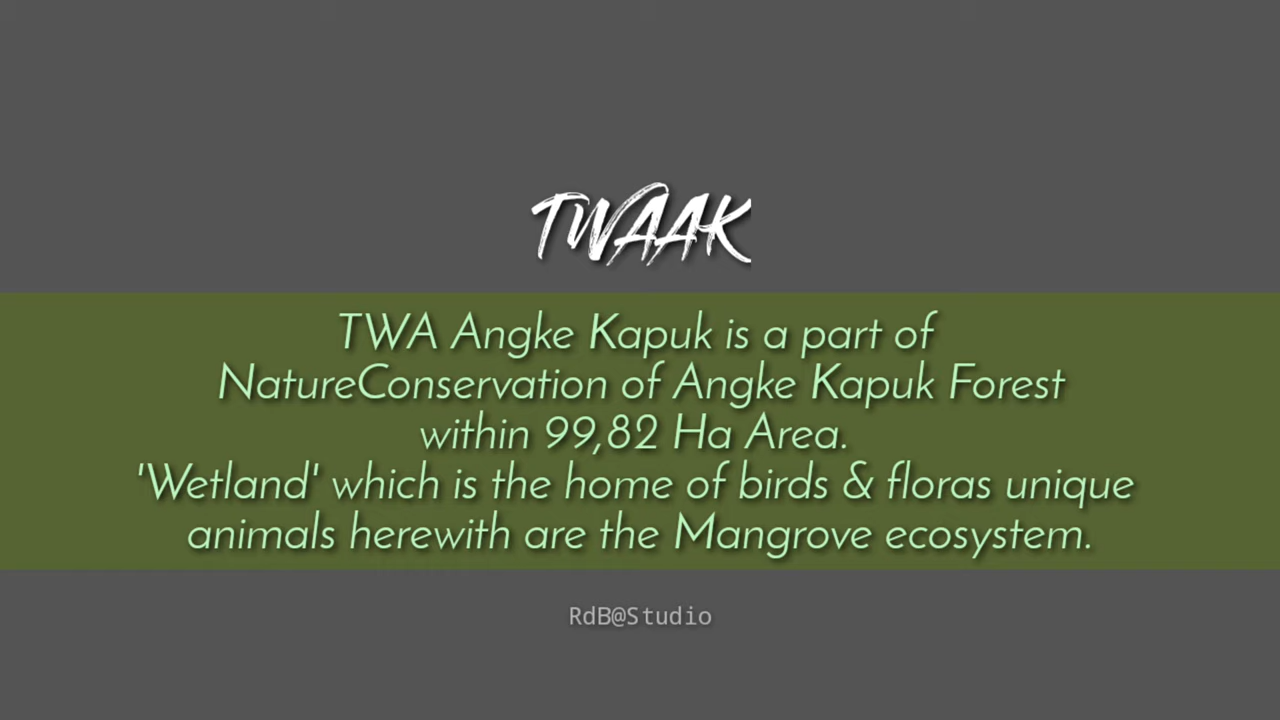 TWAAK
TWA Angke Kapuk is a part of
NatureConservation of Angke Kapuk Forest
within 99,82 Ha Area.
'Wetland' which is the home of birds & floras unique
animals herewith are the Mangrove ecosystem.
RdB@Studio